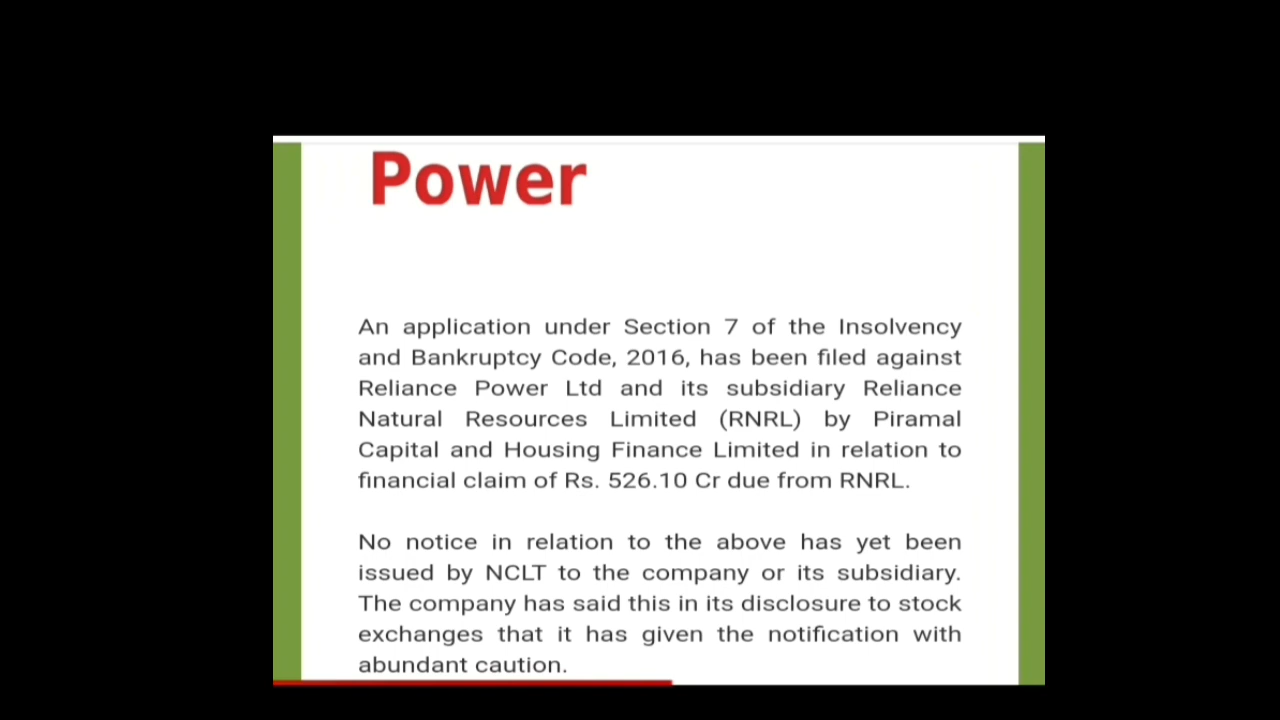 Power
An application under Section 7 of the Insolvency
and Bankruptcy Code, 2016, has been filed against
Reliance Power Ltd and its subsidiary Reliance
Natural Resources Limited (RNRL) by Piramal
Capital and Housing Finance Limited in relation to
financial claim of Rs. 526.10 Cr due from RNRL.
No notice in relation to the above has yet been
issued by NCLT to the company or its subsidiary.
The company has said this in its disclosure to stock
exchanges that it has given the notification with
abundant caution.